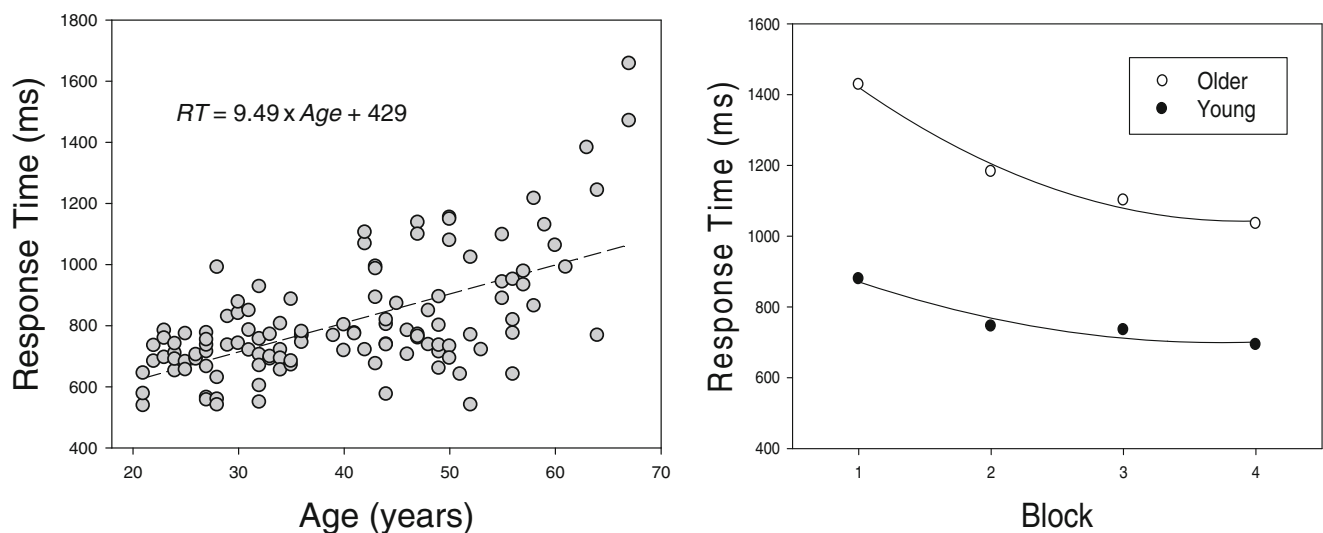 1800
1600
1400
1200
1000
800
600
400
Response Time (ms)
RT = 9.49 x Age + 429
20 30 40 50 60 70
Age (years)
1600
1400
1200
1000
800
600
400
Response Time (ms)
Older
Young
1 2 3 4
Block